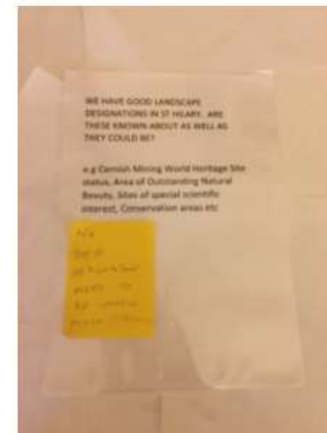 WE HAVE GOOD LANDSCAPE
DESIGNATIONS IN ST HILARY. ARE
THESE KNOWN ABOUT AS WELL AS
THEY COULD BE?
e.g Cornish Mining World Heritage Site
status, Area of Outstanding Natural
Beauty, Sites of special scientific
interest, Conservation areas etc
No